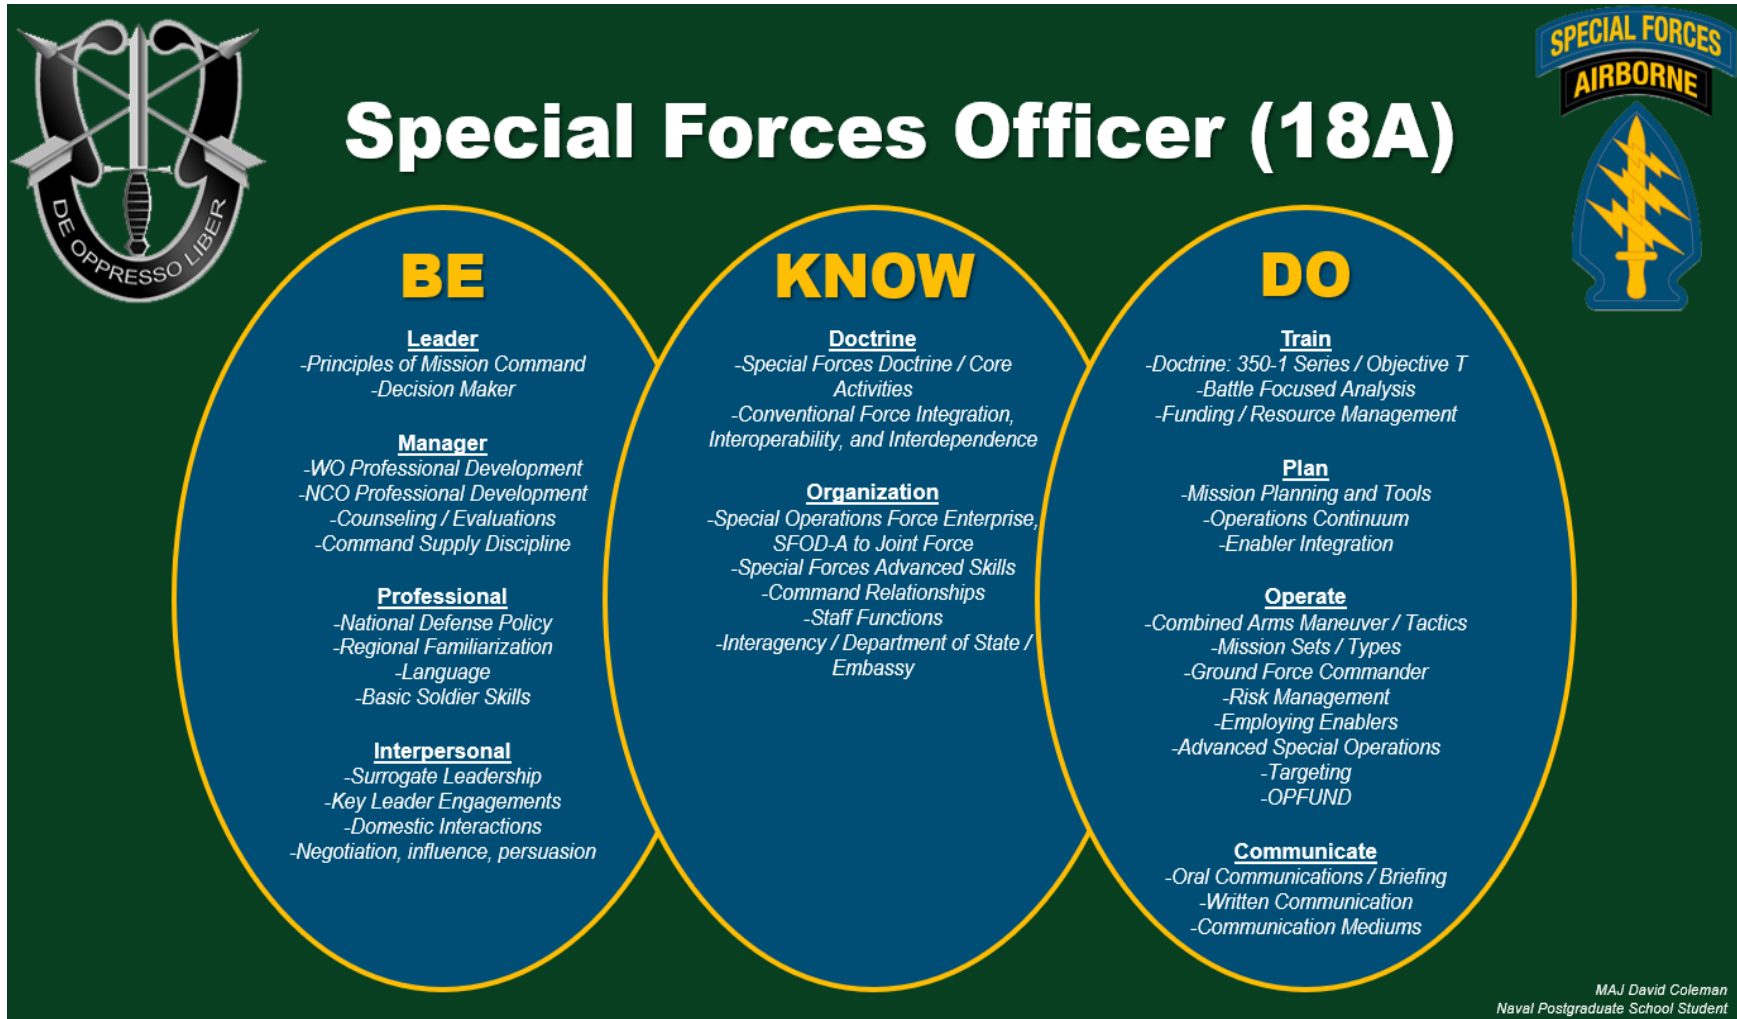 DE OPPRESSO LIBER
SPECIAL FORCES
AIRBORNE
Special Forces Officer (18A)
BE
Leader
-Principles of Mission Command
-Decision Maker
Manager
-WO Professional Development
-NCO Professional Development
-Counseling / Evaluations
-Command Supply Discipline
Professional
-National Defense Policy
-Regional Familiarization
-Language
-Basic Soldier Skills
Interpersonal
-Surrogate Leadership
-Key Leader Engagements
-Domestic Interactions
-Negotiation, influence, persuasion
KNOW
Doctrine
-Special Forces Doctrine / Core
Activities
-Conventional Force Integration,
Interoperability, and Interdependence
Organization
-Special Operations Force Enterprise,
SFOD-A to Joint Force
-Special Forces Advanced Skills
-Command Relationships
-Staff Functions
-Interagency / Department of State /
Embassy
DO
Train
-Doctrine: 350-1 Series / Objective T
-Battle Focused Analysis
-Funding / Resource Management
Plan
-Mission Planning and Tools
-Operations Continuum
-Enabler Integration
Operate
-Combined Arms Maneuver / Tactics
-Mission Sets / Types
-Ground Force Commander
-Risk Management
-Employing Enablers
-Advanced Special Operations
-Targeting
-OPFUND
Communicate
-Oral Communications / Briefing
-Written Communication
-Communication Mediums
MAJ David Coleman
Naval Postgraduate School Student